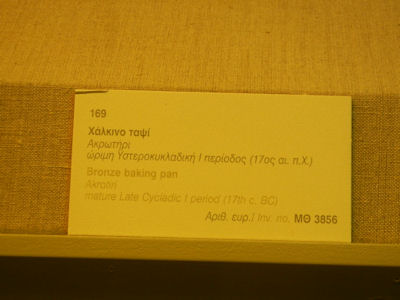 169
Χάλκινο ταψί
Ακρωτήρι
ώριμη Υστεροκυκλαδική Ι περίοδος (17ος αι. π.Χ.)
Bronze baking pan
Akrotiri
mature Late Cycladic I period (17th c. BC)
Αριθ. ευρ./ Inv. no. ΜΘ 3856